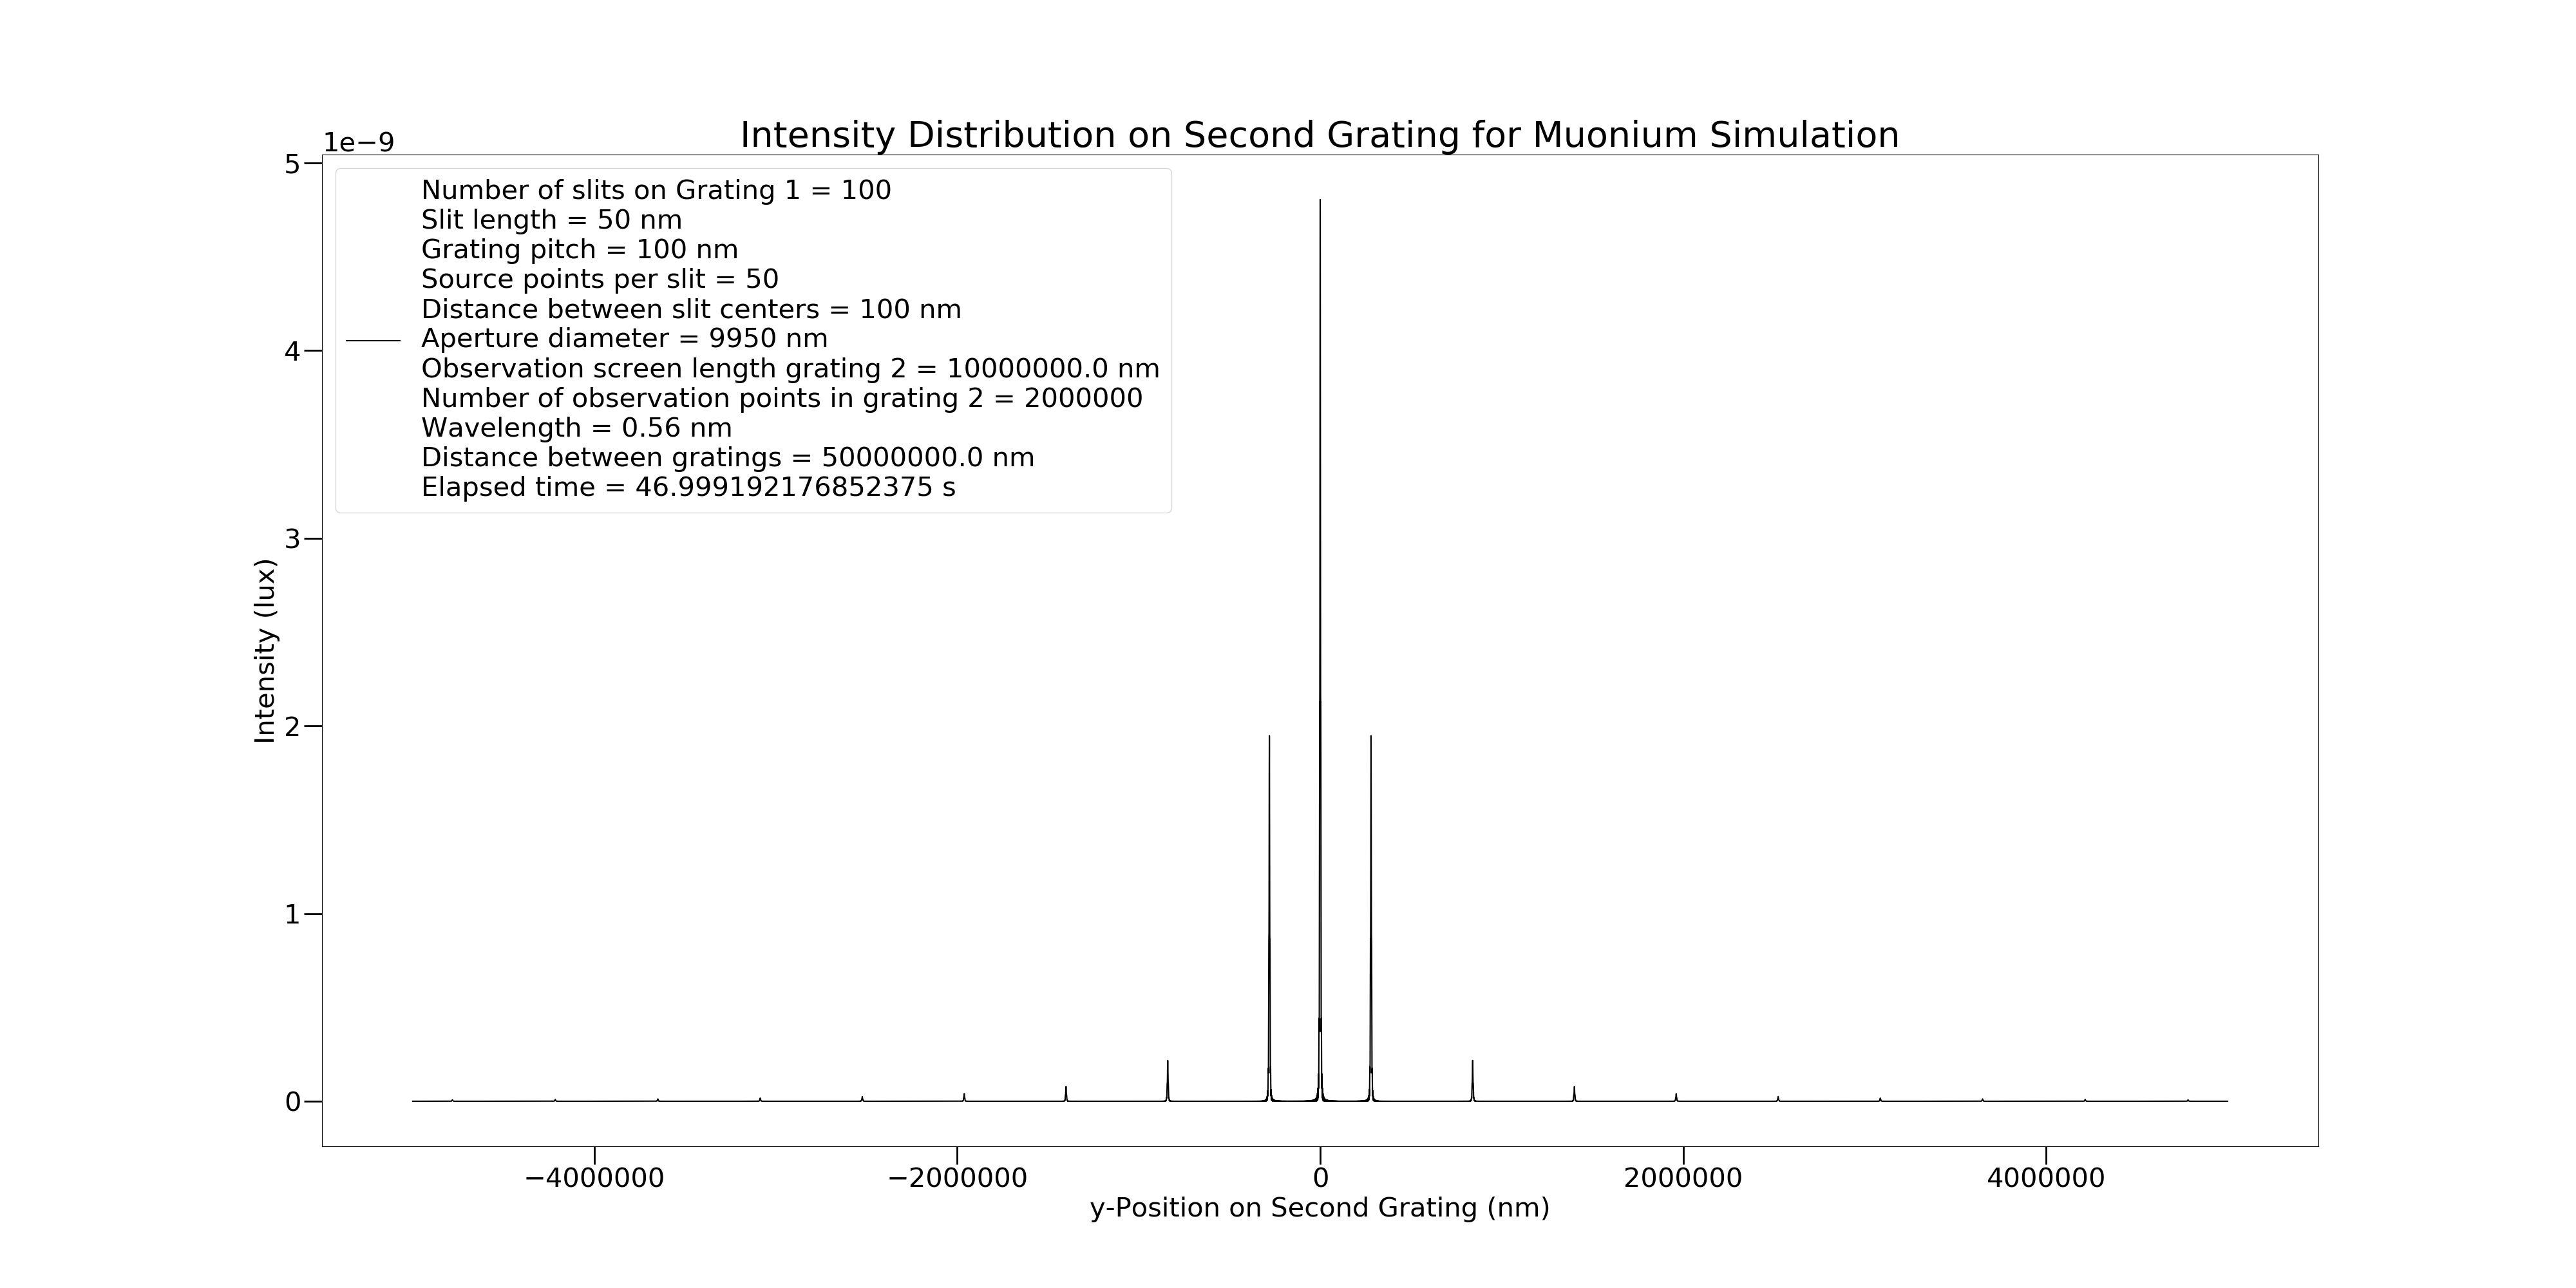 Intensity Distribution on Second Grating for Muonium Simulation
1e−9
5
4
3
2
1
0
Intensity (lux)
Number of slits on Grating 1 = 100
Slit length = 50 nm
Grating pitch = 100 nm
Source points per slit = 50
Distance between slit centers = 100 nm
Aperture diameter = 9950 nm
Observation screen length grating 2 = 10000000.0 nm
Number of observation points in grating 2 = 2000000
Wavelength = 0.56 nm
Distance between gratings = 50000000.0 nm
Elapsed time = 46.999192176852375 s
−4000000 −2000000 0 2000000 4000000
y-Position on Second Grating (nm)